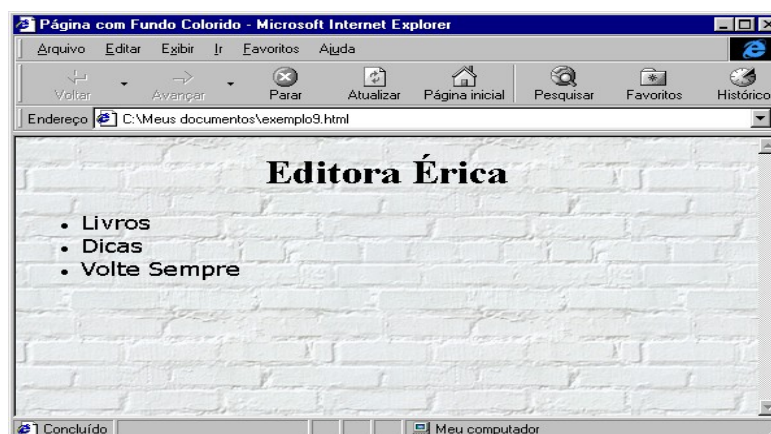 Página com Fundo Colorido - Microsoft Internet Explorer
Arquivo Editar Exibir Ir Favoritos Ajuda
Voltar Avançar Parar Atualizar Página inicial Pesquisar Favoritos Histórico
Endereço C:\Meus documentos\exemplo9.html
Editora Érica
• Livros
• Dicas
• Volte Sempre
Concluído Meu computador